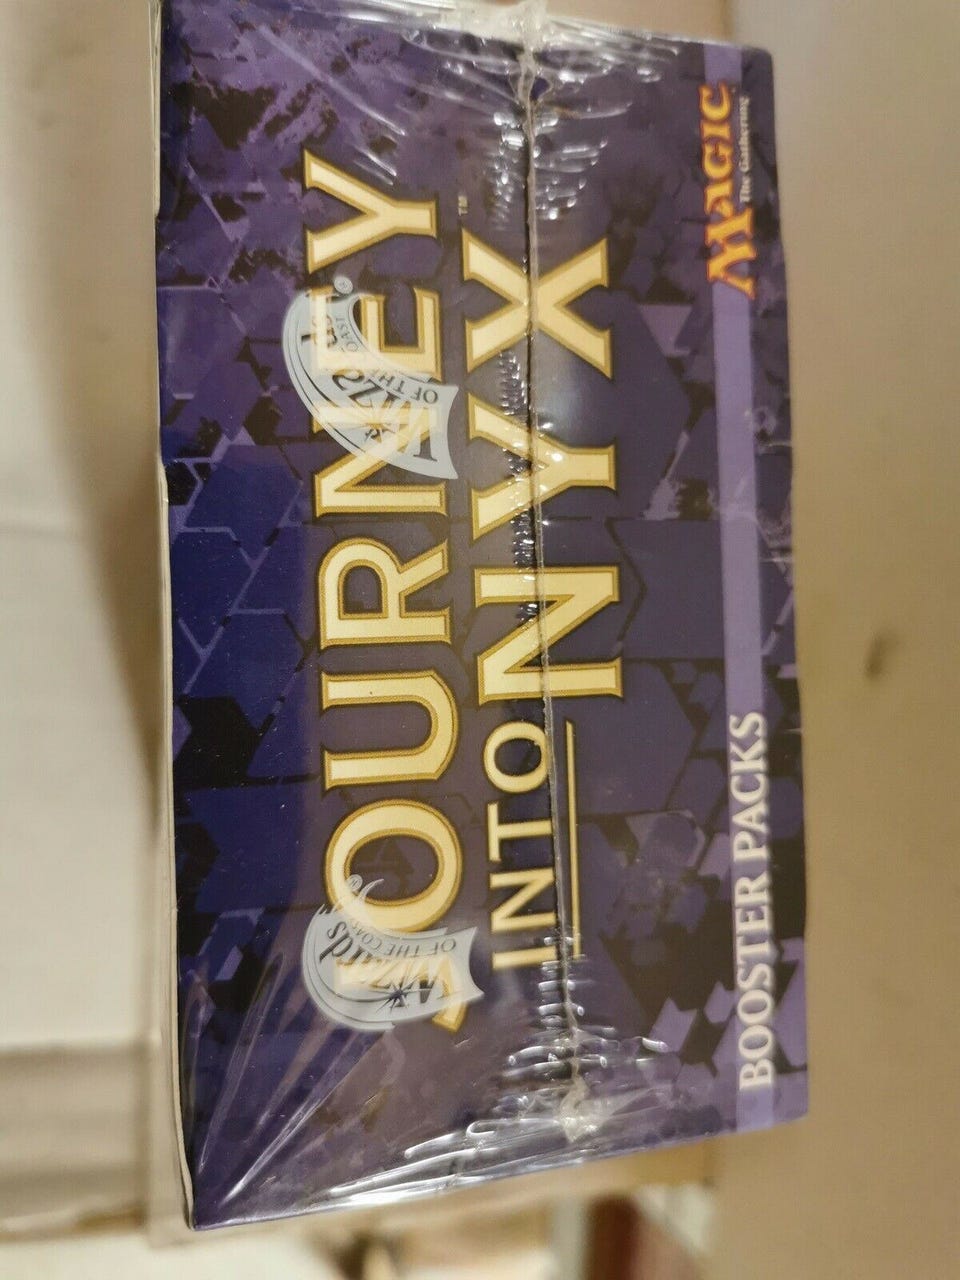 JOURNEY™
INTO NYX
Wizards®
OF THE COAST
Wizards®
OF THE COAST
BOOSTER PACKS
MAGIC
The Gathering